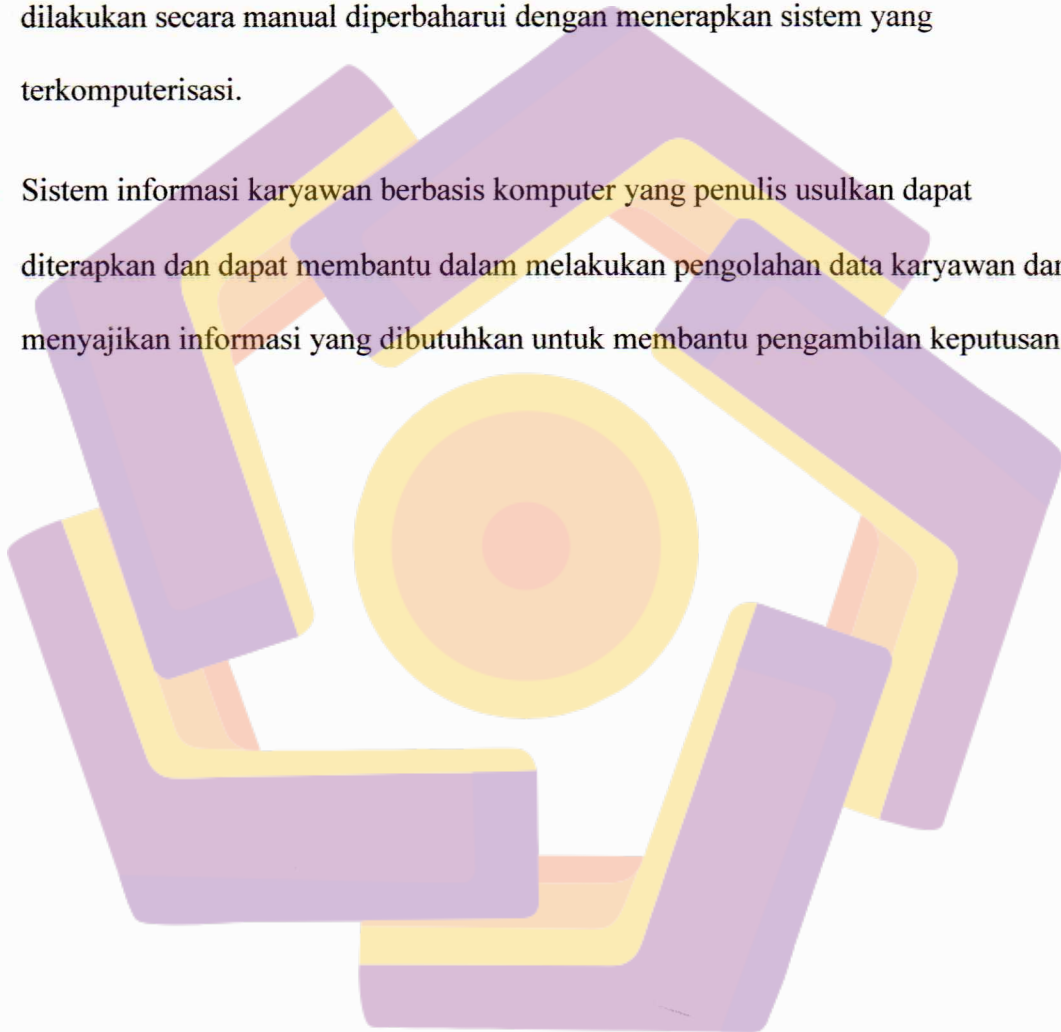 dilakukan secara manual diperbaharui dengan menerapkan sistem yang
terkomputerisasi.
Sistem informasi karyawan berbasis komputer yang penulis usulkan dapat
diterapkan dan dapat membantu dalam melakukan pengolahan data karyawan dan
menyajikan informasi yang dibutuhkan untuk membantu pengambilan keputusan